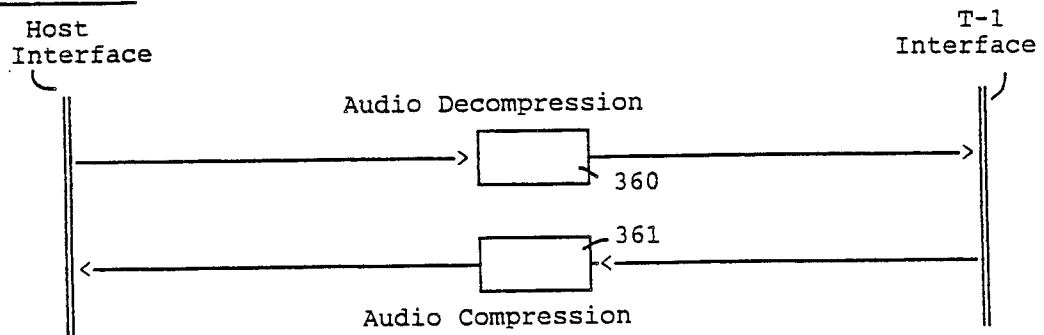 Host
Interface
T-1
Interface
Audio Decompression
360
361
Audio Compression